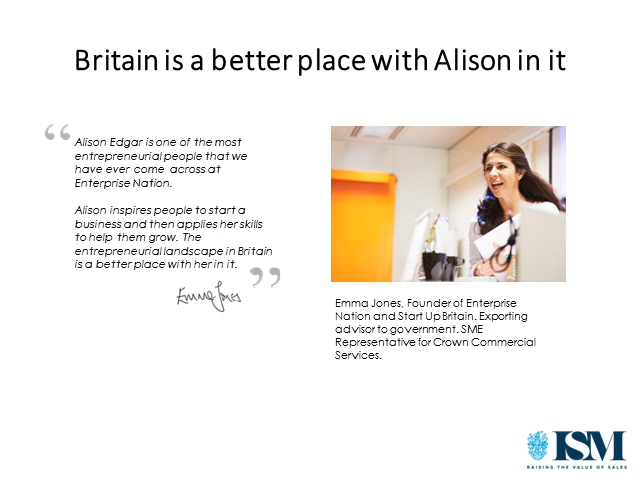 Britain is a better place with Alison in it
“
Alison Edgar is one of the most
entrepreneurial people that we
have ever come across at
Enterprise Nation.
Alison inspires people to start a
business and then applies her skills
to help them grow. The
entrepreneurial landscape in Britain
is a better place with her in it.
”
Emma Jones
Emma Jones, Founder of Enterprise
Nation and Start Up Britain. Exporting
advisor to government. SME
Representative for Crown Commercial
Services.
ISM
RAISING THE VALUE OF SALES